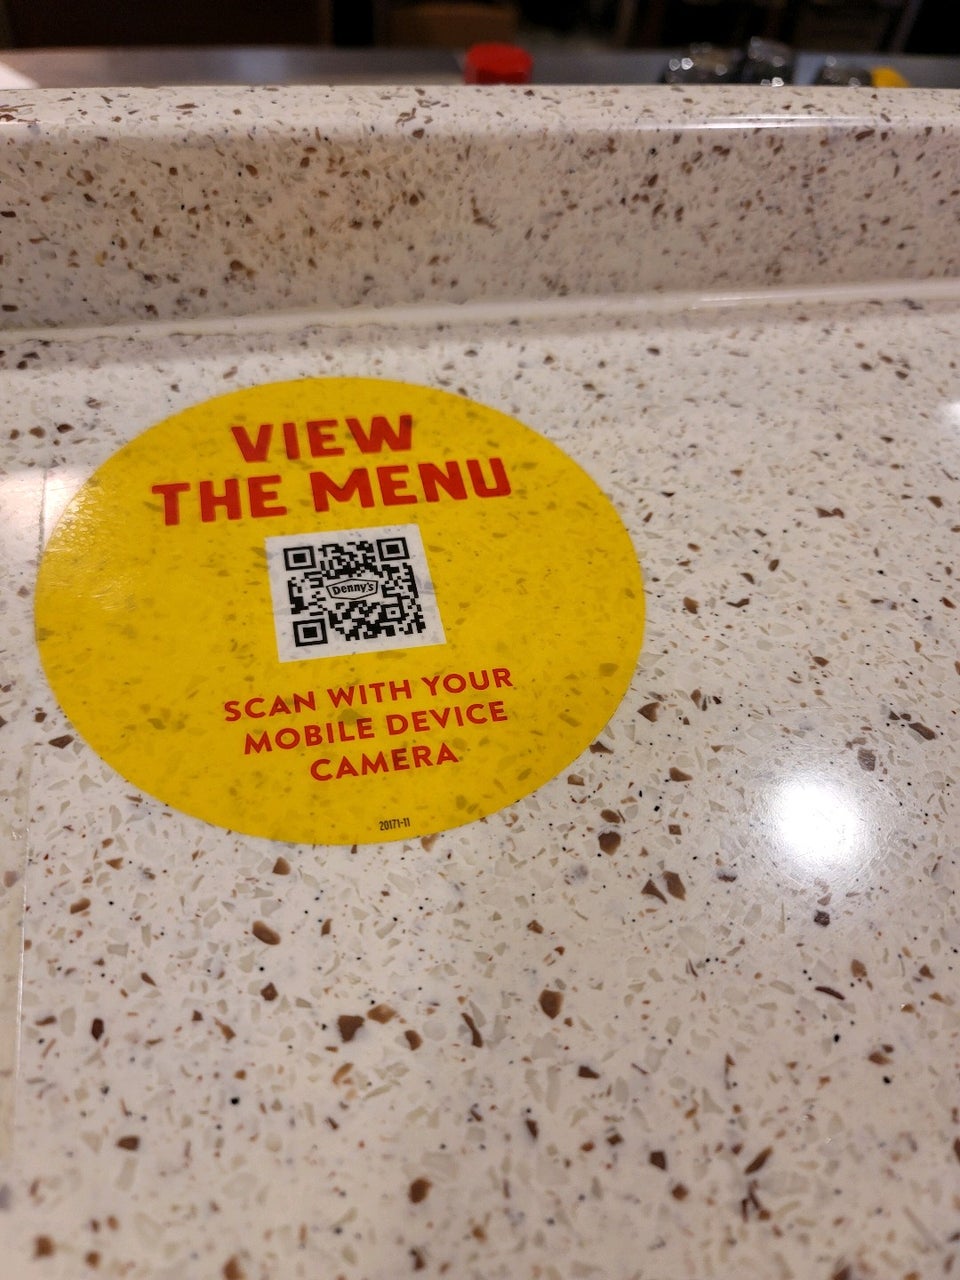 VIEW
THE MENU
Denny's
SCAN WITH YOUR
MOBILE DEVICE
CAMERA
20171-11